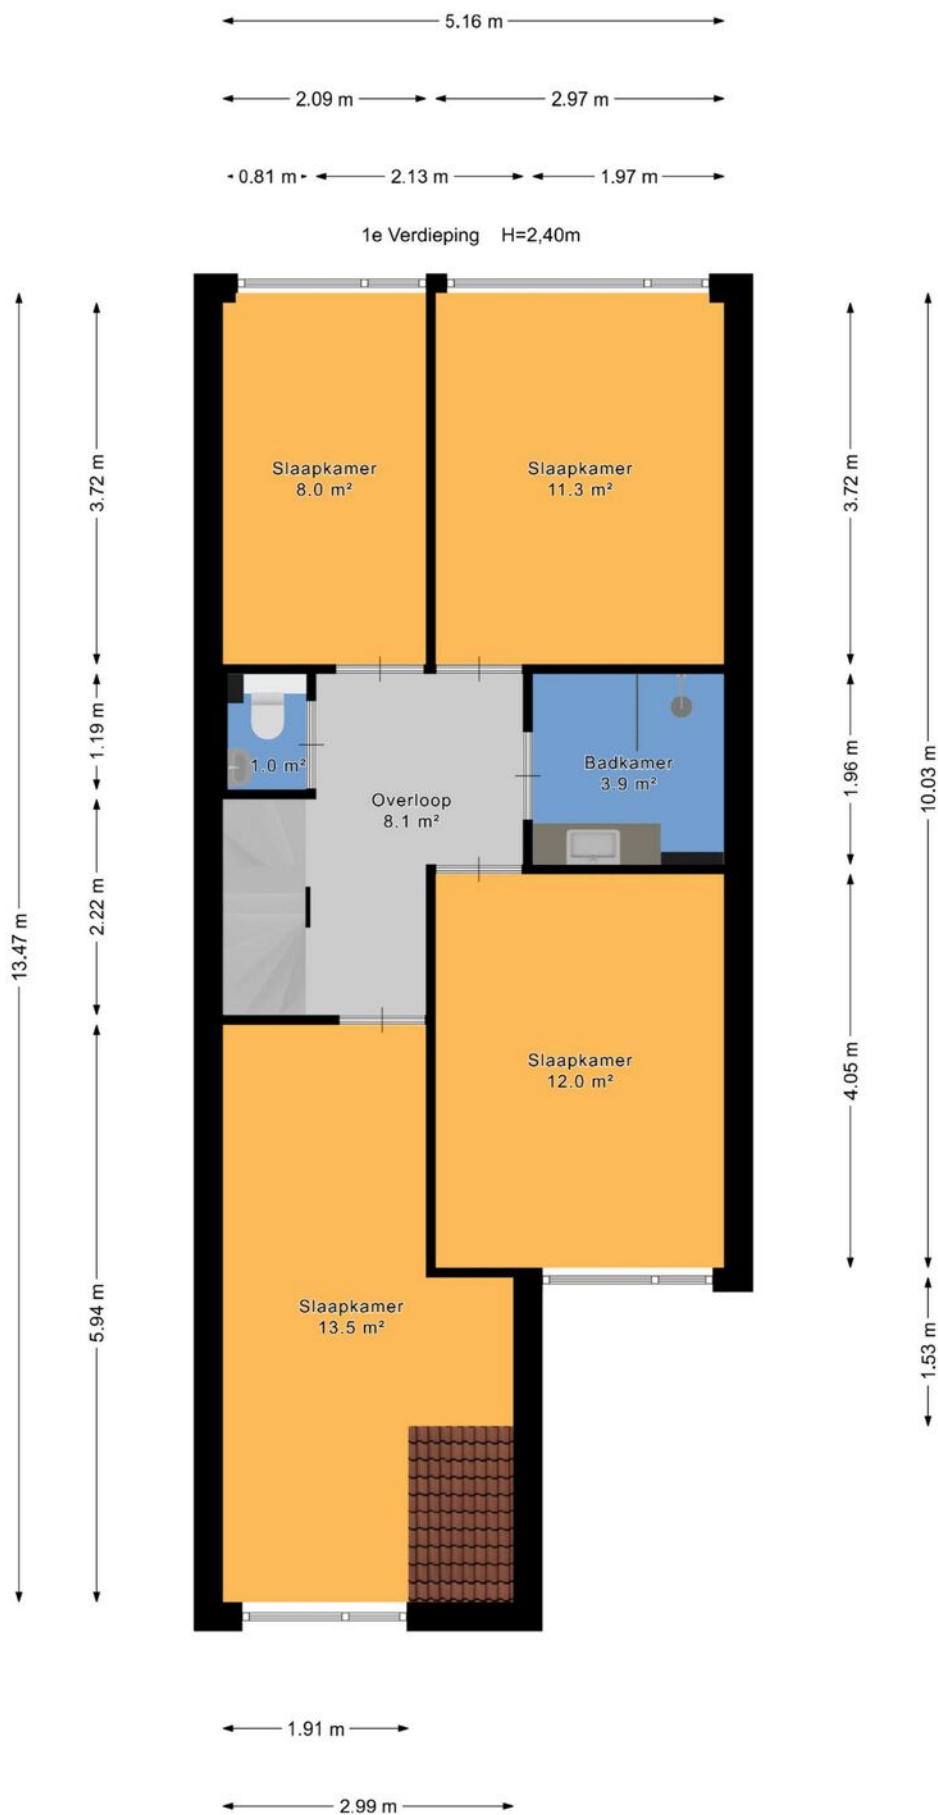 5.16 m
2.09 m
2.97 m
0.81 m
2.13 m
1.97 m
1e Verdieping H=2,40m
13.47 m
3.72 m
1.19 m
2.22 m
5.94 m
Slaapkamer
8.0 m²
Slaapkamer
11.3 m²
1.0 m²
Overloop
8.1 m²
Badkamer
3.9 m²
Slaapkamer
12.0 m²
Slaapkamer
13.5 m²
3.72 m
1.96 m
4.05 m
10.03 m
1.53 m
1.91 m
2.99 m